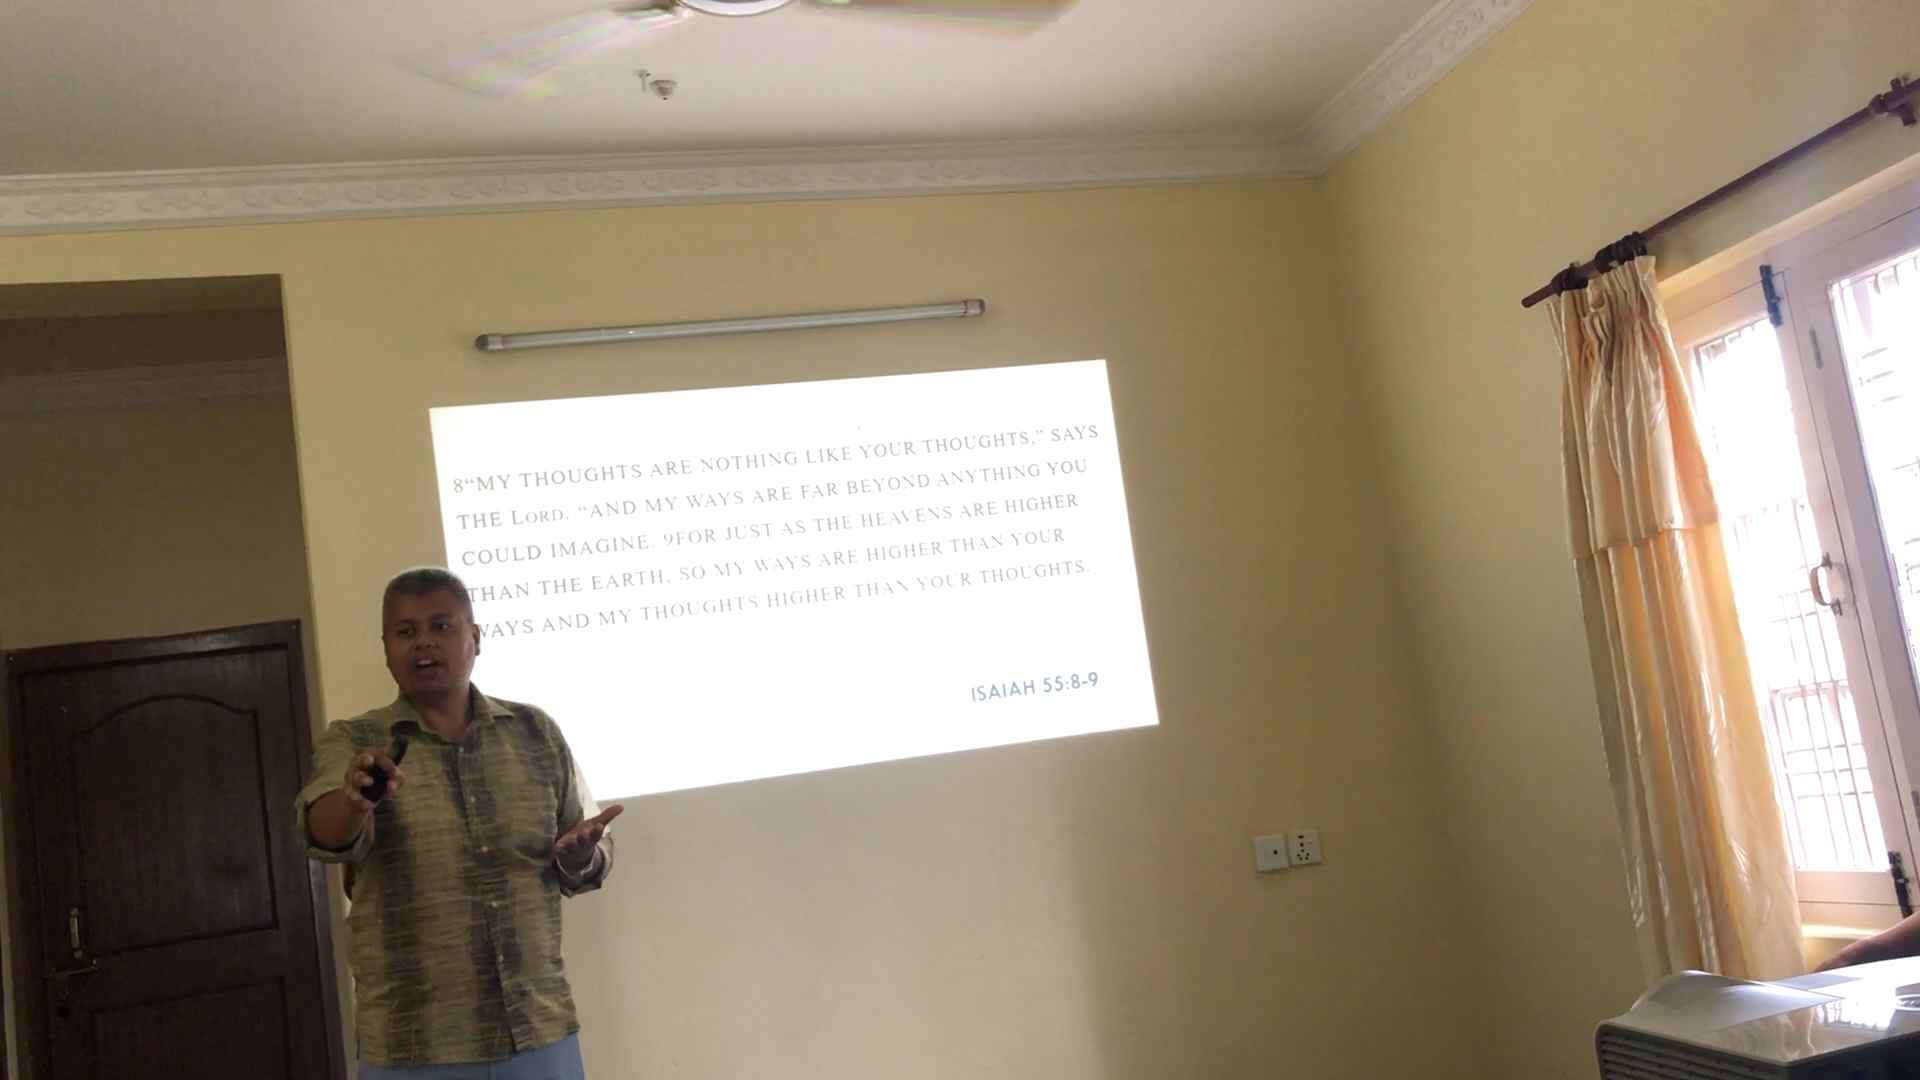 8“MY THOUGHTS ARE NOTHING LIKE YOUR THOUGHTS,” SAYS
THE LORD. “AND MY WAYS ARE FAR BEYOND ANYTHING YOU
COULD IMAGINE. 9FOR JUST AS THE HEAVENS ARE HIGHER
THAN THE EARTH, SO MY WAYS ARE HIGHER THAN YOUR
WAYS AND MY THOUGHTS HIGHER THAN YOUR THOUGHTS.
ISAIAH 55:8-9